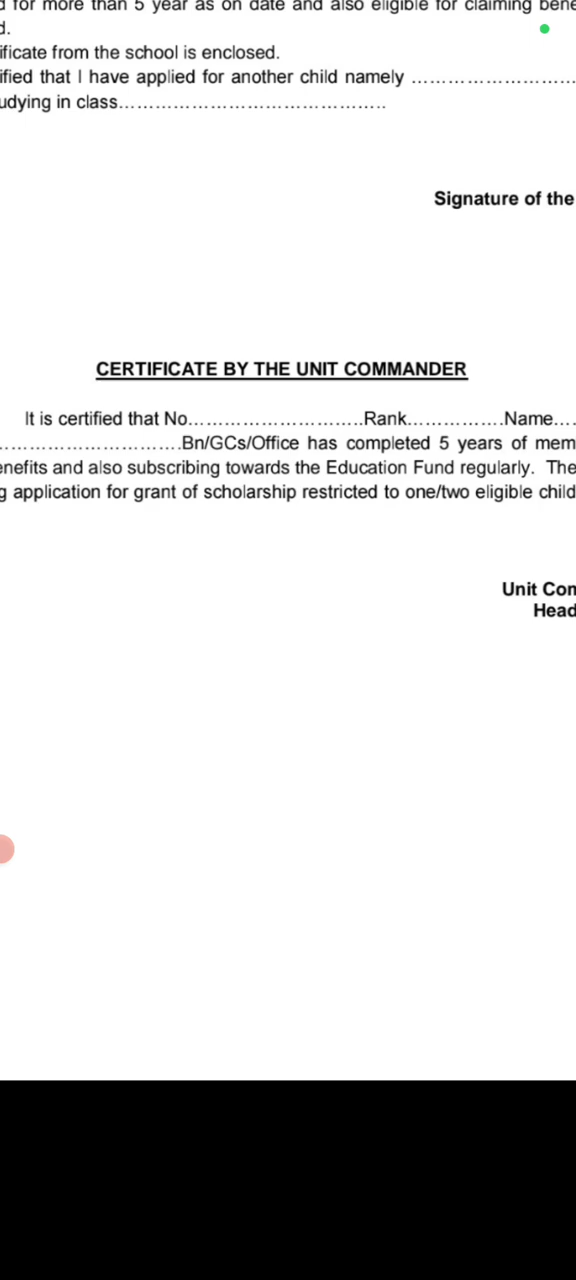 for more than 5 year as on date and also eligible for claiming bene
d.
ificate from the school is enclosed.
ified that I have applied for another child namely ………………………
udying in class……………………………………..
Signature of the
CERTIFICATE BY THE UNIT COMMANDER
It is certified that No………………………..Rank…………….Name….
………………………….Bn/GCs/Office has completed 5 years of mem
enefits and also subscribing towards the Education Fund regularly. The
g application for grant of scholarship restricted to one/two eligible child
Unit Com
Head